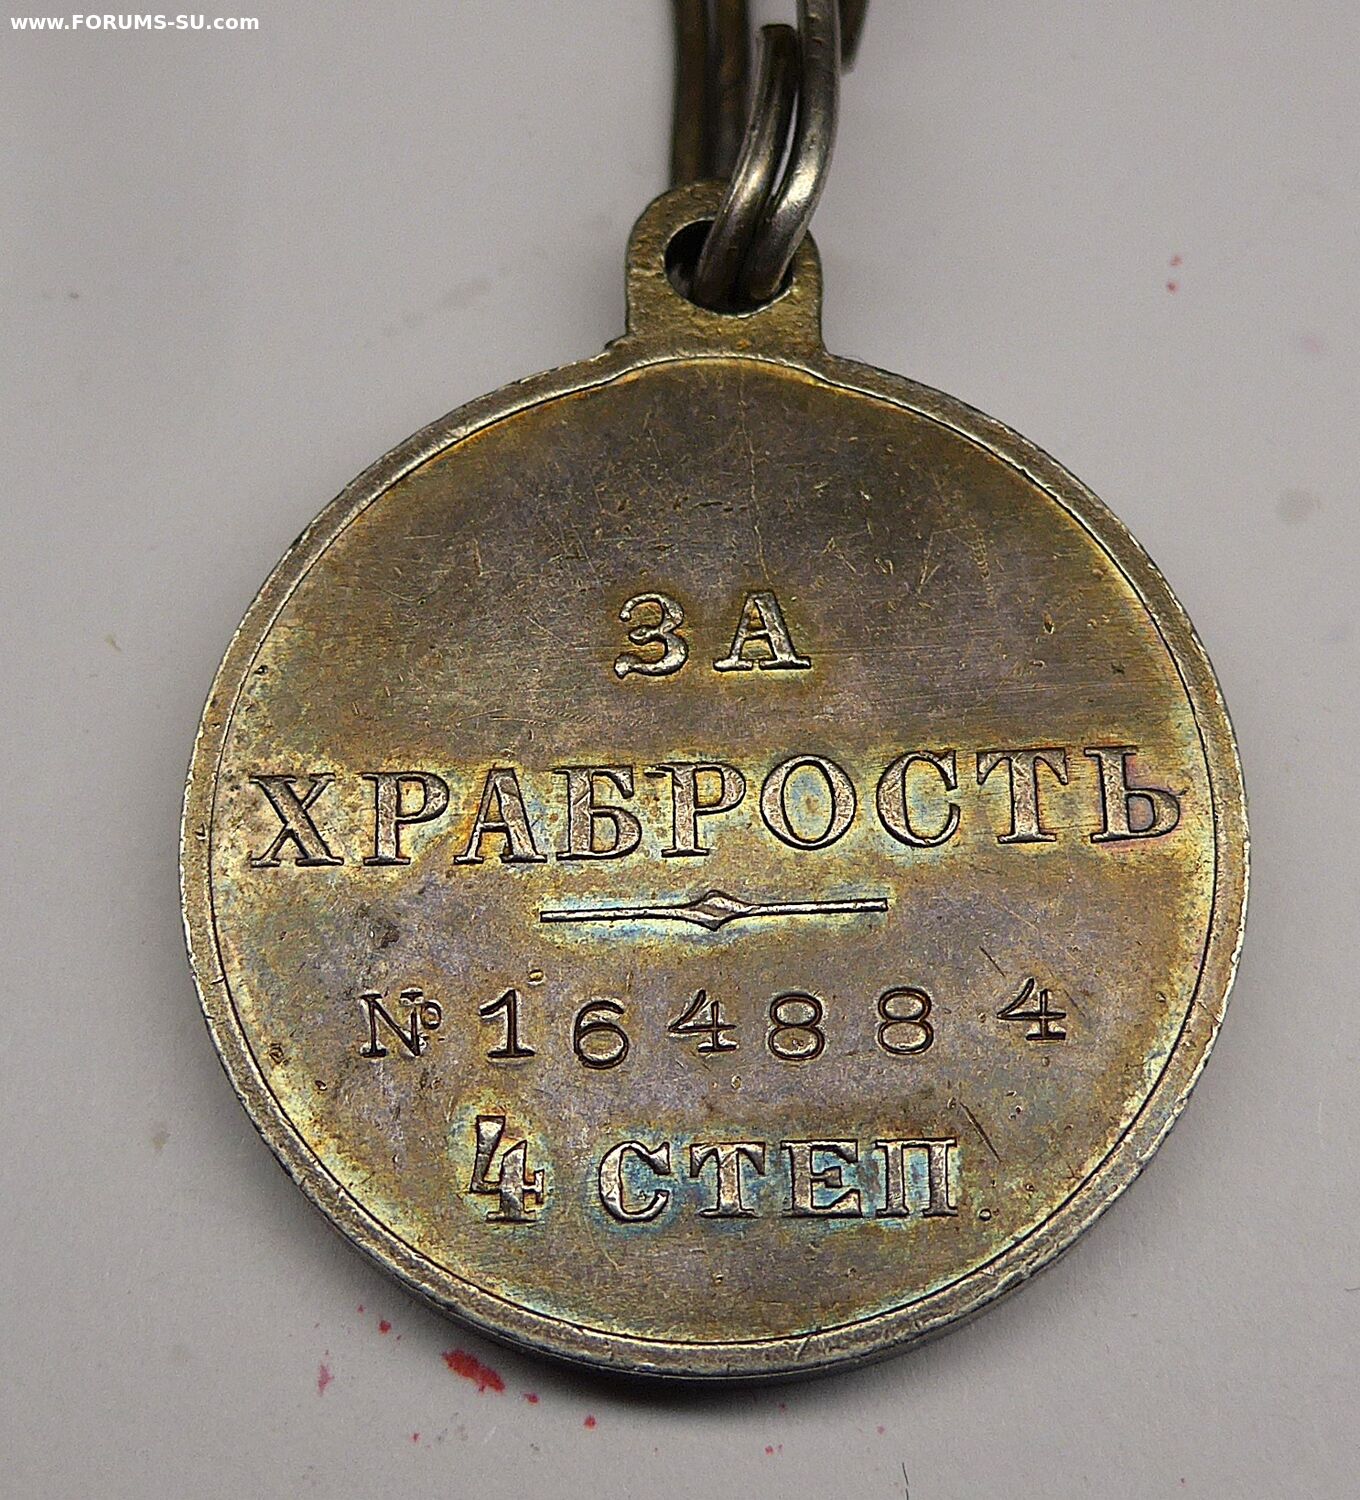 www.FORUMS-SU.com
ЗА
ХРАБРОСТЬ
№ 164884
4 СТЕП.